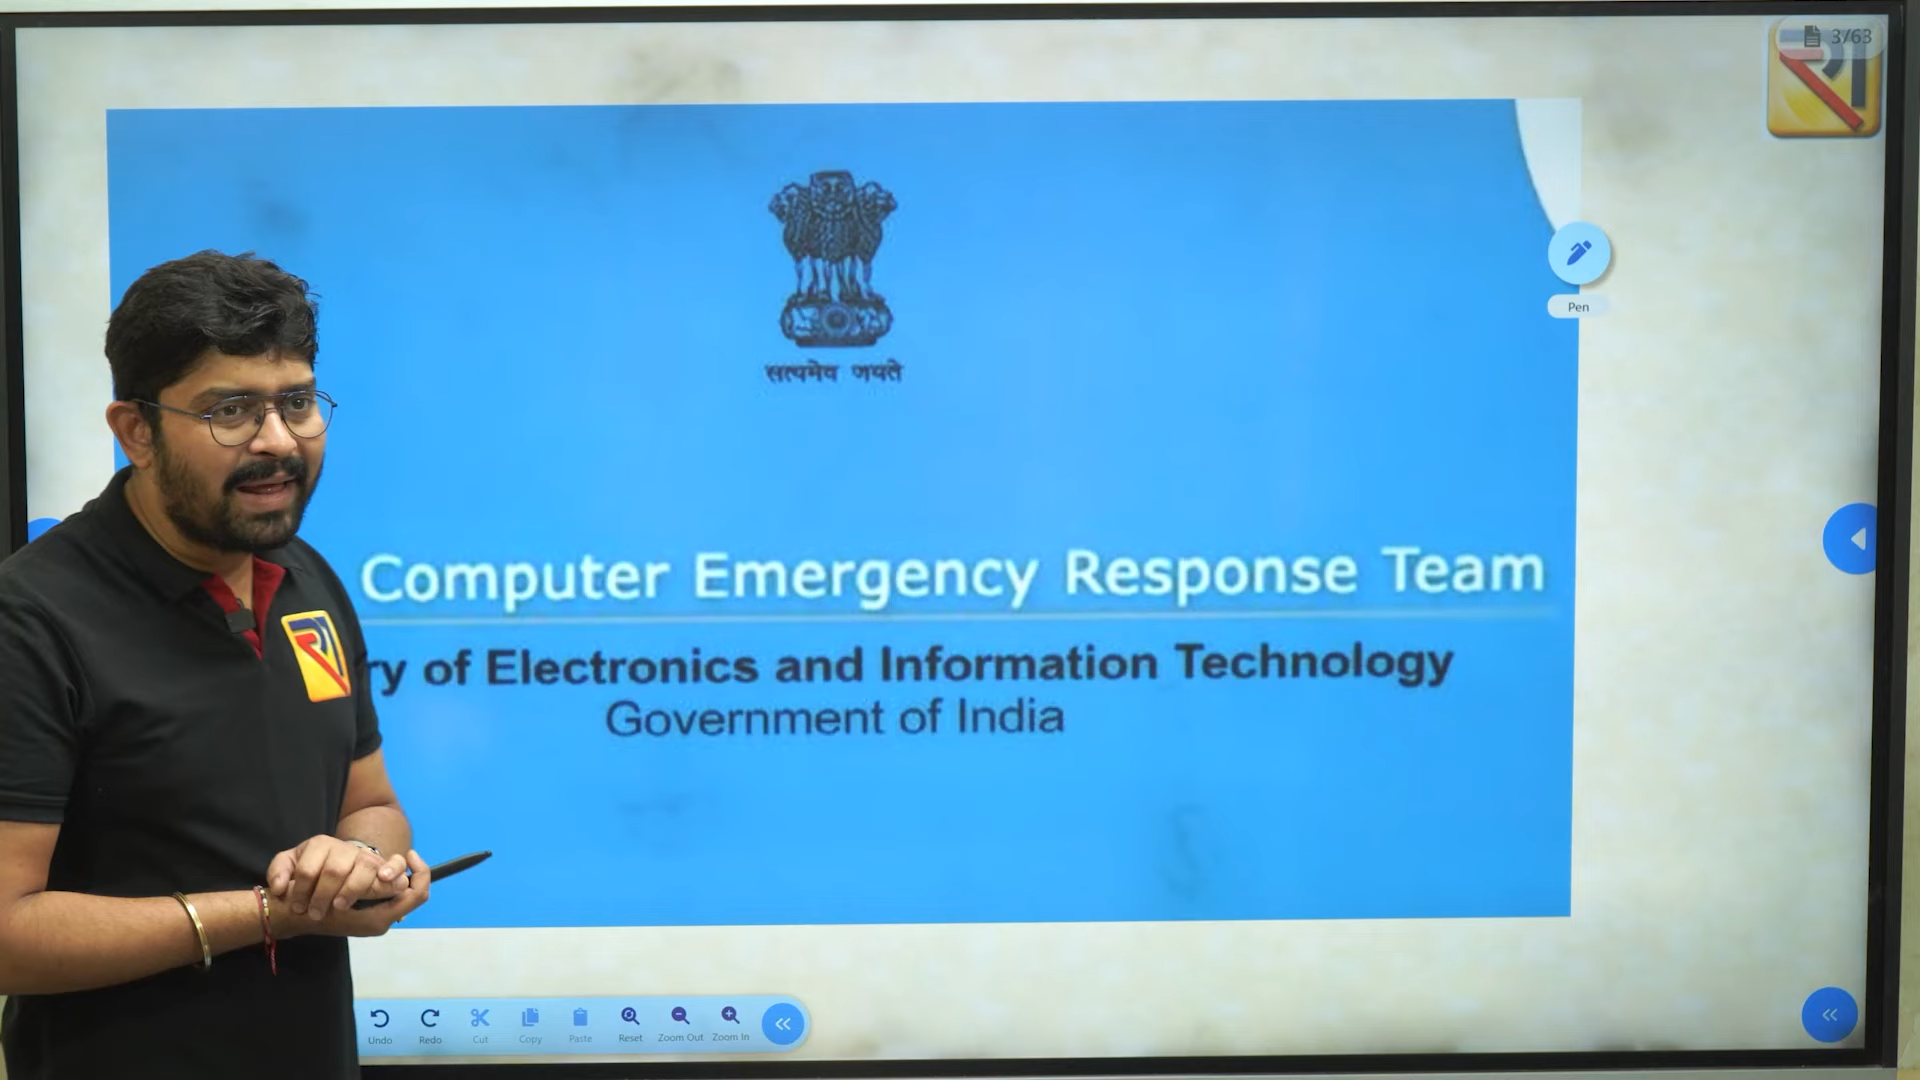 3/63
सत्यमेव जयते
Pen
Computer Emergency Response Team
ry of Electronics and Information Technology
Government of India
Undo Redo Cut Copy Paste Reset Zoom Out Zoom In